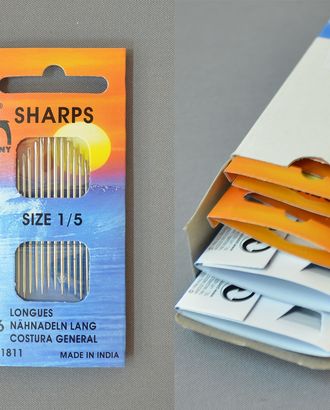 SHARPS
SIZE 1/5
LONGUES
NÄHNADELN LANG
COSTURA GENERAL
MADE IN INDIA